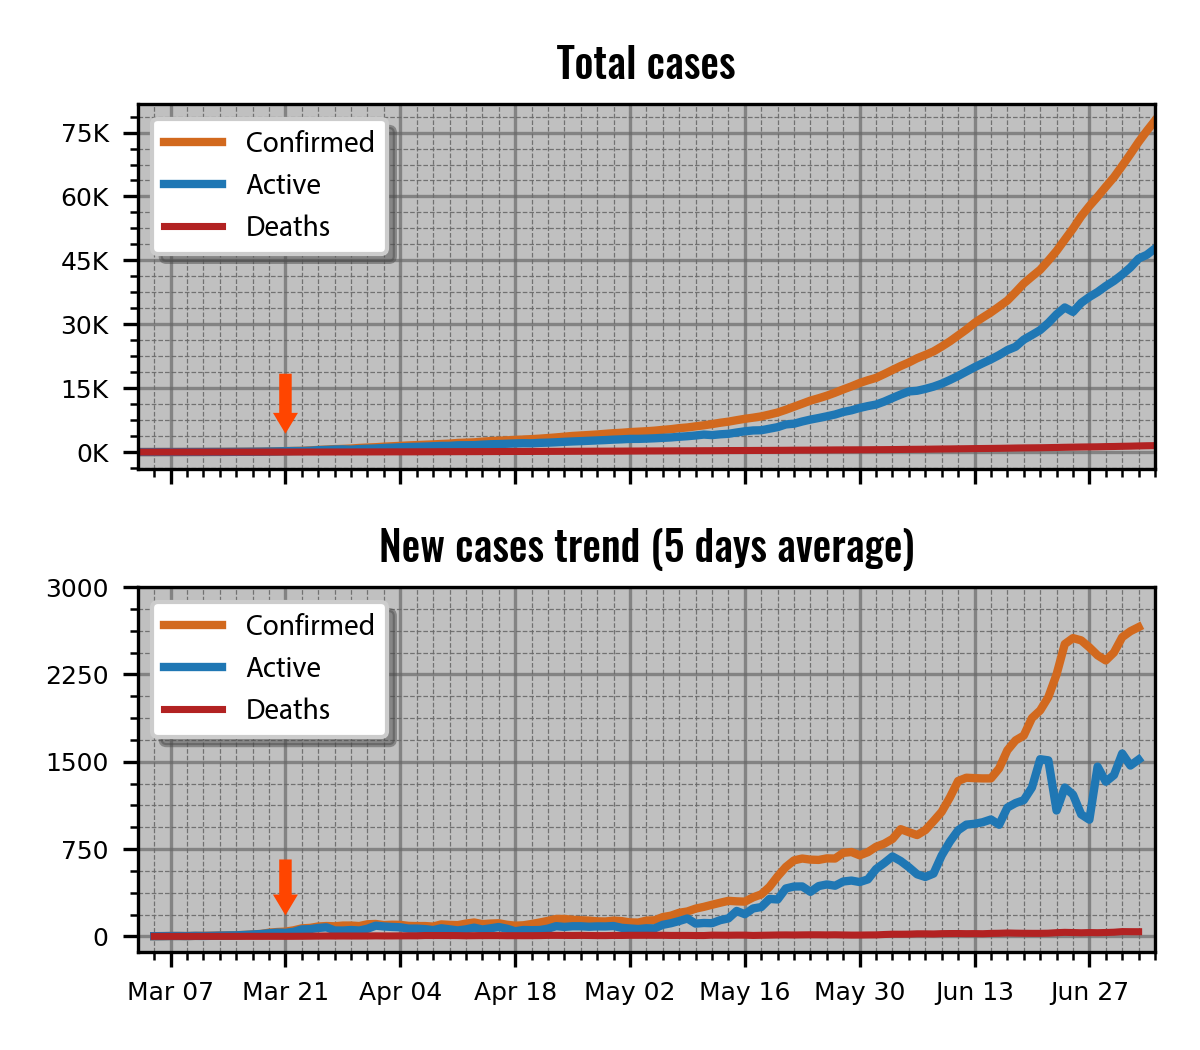 Total cases
75K
60K
45K
30K
15K
0K
Confirmed
Active
Deaths
New cases trend (5 days average)
3000
2250
1500
750
0
Confirmed
Active
Deaths
Mar 07 Mar 21 Apr 04 Apr 18 May 02 May 16 May 30 Jun 13 Jun 27